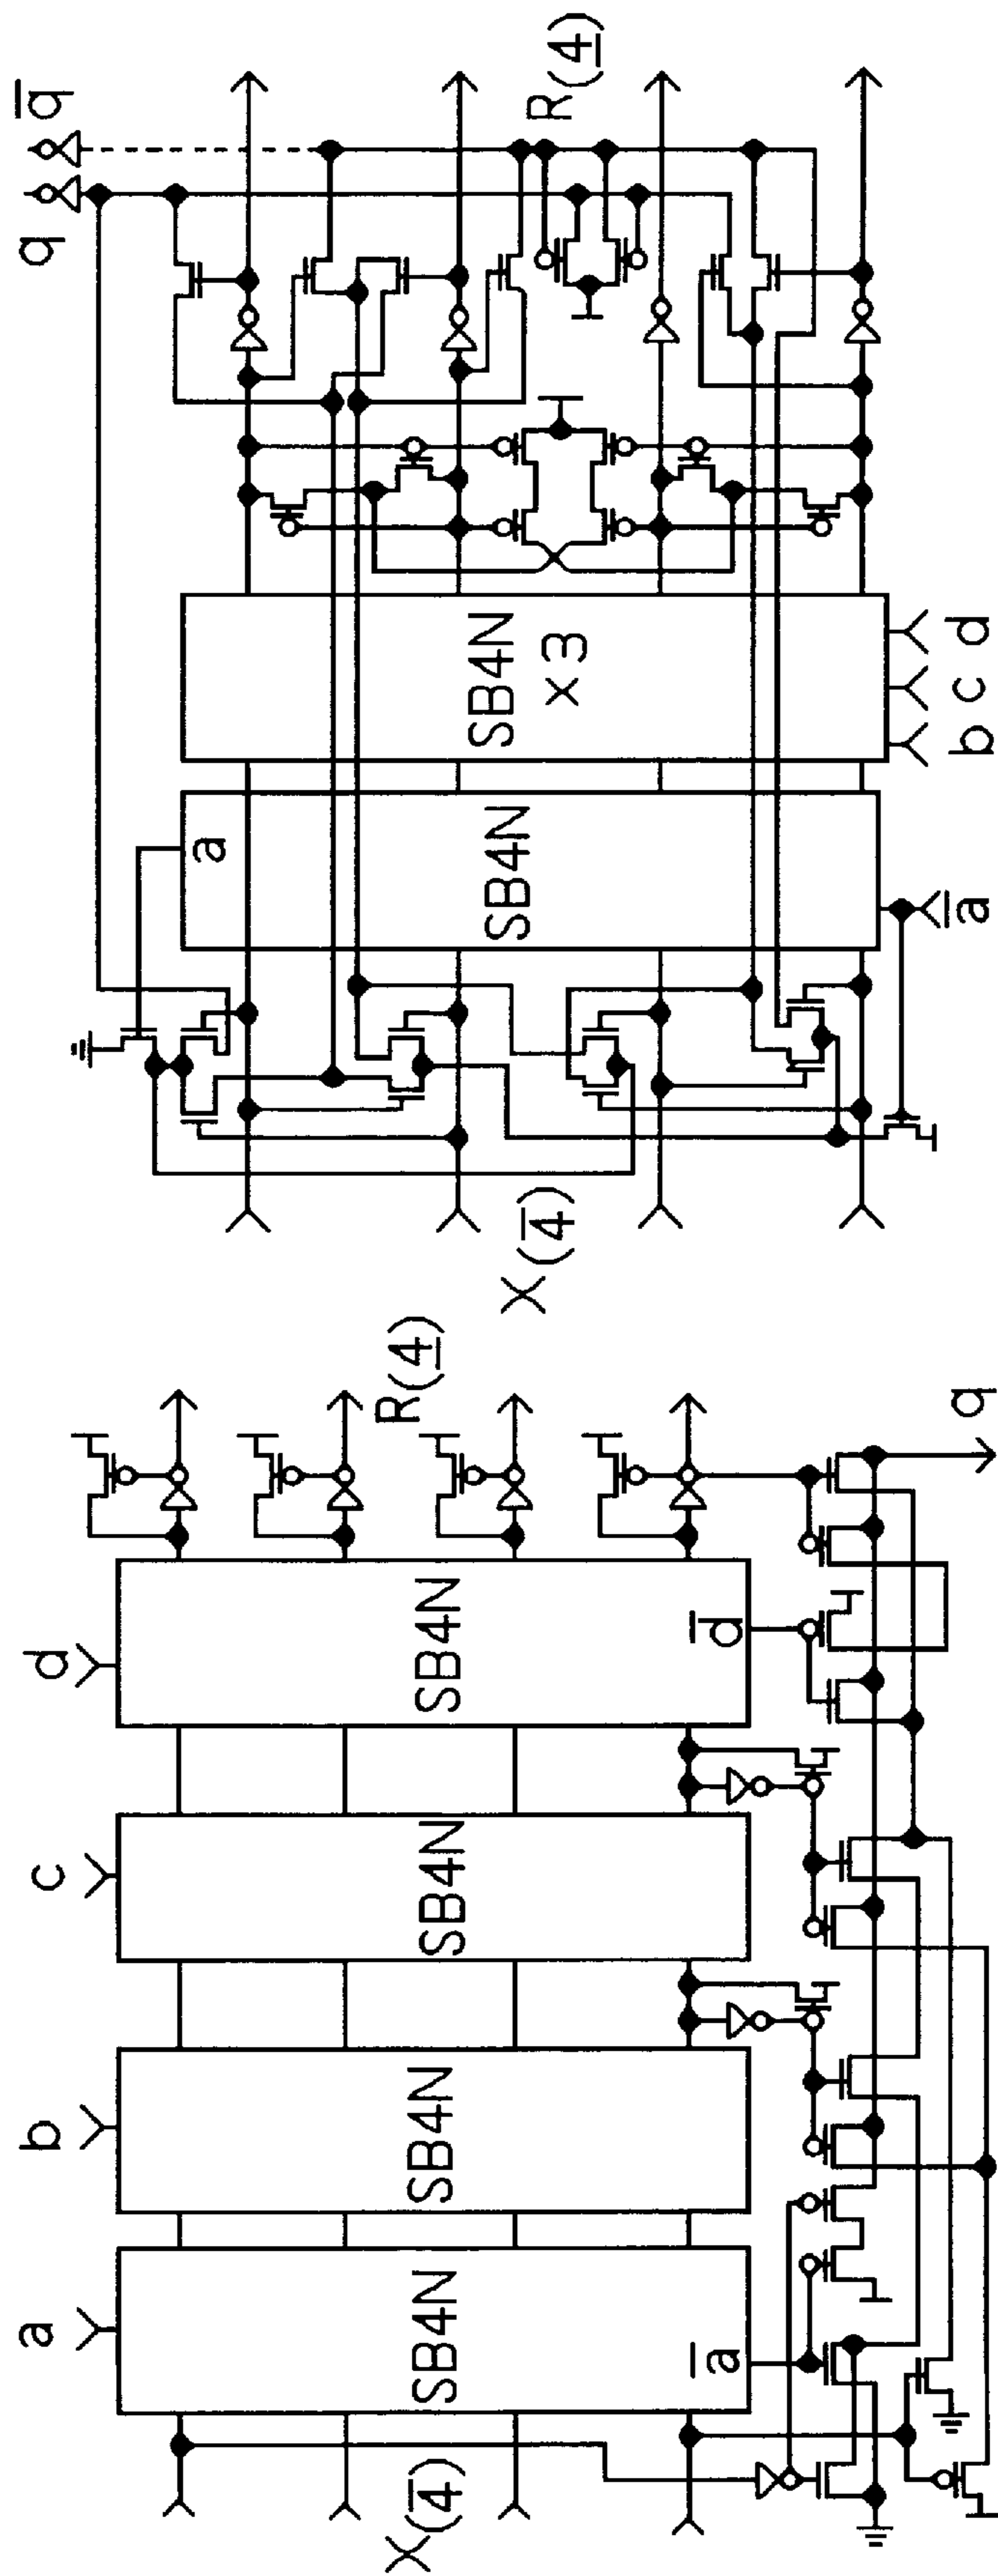 a
b
c
d
SB4N
SB4N
SB4N
SB4N
X(4̅)
R(4̲)
a̅
d̅
q
q
q̅
a
SB4N
SB4N
×3
X(4̅)
R(4̲)
a̅
b c d